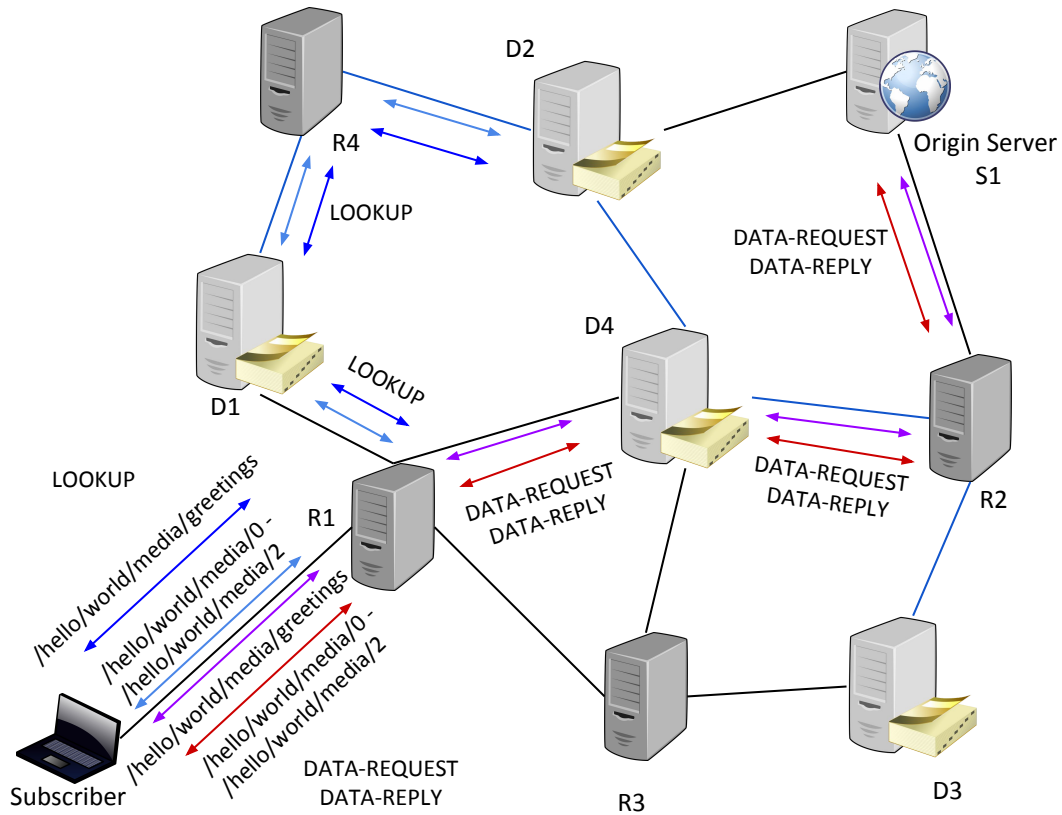 D2
R4
Origin Server
S1
LOOKUP
DATA-REQUEST
DATA-REPLY
D4
LOOKUP
D1
LOOKUP
/hello/world/media/greetings
/hello/world/media/0 -
/hello/world/media/2
R1
DATA-REQUEST
DATA-REPLY
DATA-REQUEST
DATA-REPLY
R2
/hello/world/media/greetings
/hello/world/media/0 -
/hello/world/media/2
Subscriber
DATA-REQUEST
DATA-REPLY
R3
D3